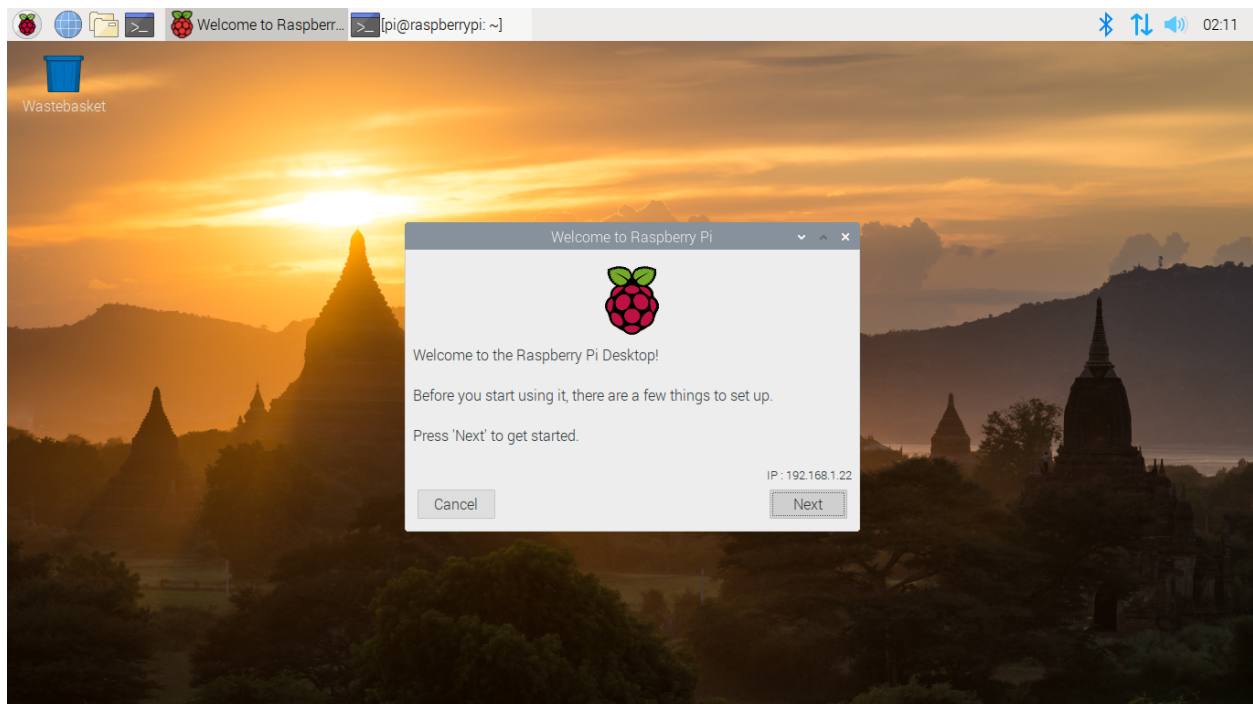 Welcome to Raspberr... [pi@raspberrypi: ~] 02:11
Wastebasket
Welcome to Raspberry Pi
Welcome to the Raspberry Pi Desktop!
Before you start using it, there are a few things to set up.
Press 'Next' to get started.
IP : 192.168.1.22
Cancel Next